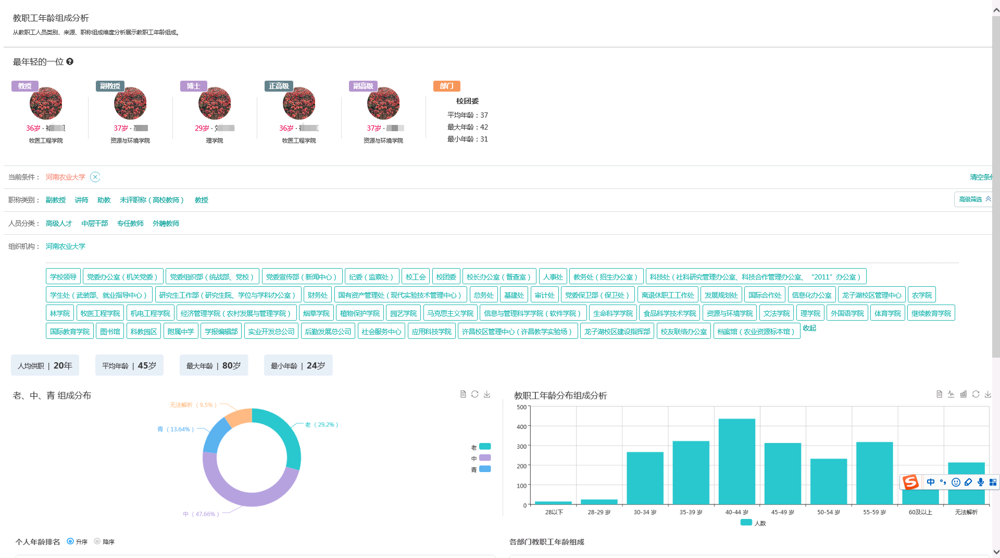 教职工年龄组成分析
从教职工人员类别、来源、职称组成维度分析展示教职工年龄组成。
最年轻的一位
教授 副教授 博士 正高级 副高级 部门
校团委
平均年龄：37
最大年龄：42
最小年龄：31
36岁 · 37岁 · 29岁 · 36岁 · 37岁 ·
牧医工程学院 资源与环境学院 理学院 牧医工程学院 资源与环境学院
当前条件： 河南农业大学 清空条件
职称类别： 副教授 讲师 助教 未评职称（高校教师） 教授 高级筛选
人员分类： 高级人才 中层干部 专任教师 外聘教师
组织机构： 河南农业大学
学校领导 党委办公室（机关党委） 党委组织部（统战部、党校） 党委宣传部（新闻中心） 纪委（监察处） 校工会 校团委 校长办公室（督查室） 人事处 教务处（招生办公室） 科技处（社科研究管理办公室、科技合作管理办公室、“2011”办公室）
学生处（武装部、就业指导中心） 研究生工作部（研究生院、学位与学科办公室） 财务处 国有资产管理处（现代实验技术管理中心） 总务处 基建处 审计处 党委保卫部（保卫处） 离退休职工工作处 发展规划处 国际合作处 信息化办公室 龙子湖校区管理中心 农学院
林学院 牧医工程学院 机电工程学院 经济管理学院（农村发展与管理学院） 烟草学院 植物保护学院 园艺学院 马克思主义学院 信息与管理科学学院（软件学院） 生命科学学院 食品科学技术学院 资源与环境学院 文法学院 理学院 外国语学院 体育学院 继续教育学院
国际教育学院 图书馆 科教园区 附属中学 学报编辑部 实业开发总公司 后勤发展总公司 社会服务中心 应用科技学院 许昌校区管理中心（许昌教学实验场） 龙子湖校区建设指挥部 校友联络办公室 档案馆（农业资源标本馆） 收起
人均供职 | 20年 平均年龄 | 45岁 最大年龄 | 80岁 最小年龄 | 24岁
老、中、青 组成分布
无法解析（9.5%）
老（29.2%）
青（13.64%）
中（47.66%）
老
中
青
教职工年龄分布组成分析
500
400
300
200
100
0
28以下 28-29 岁 30-34 岁 35-39 岁 40-44 岁 45-49 岁 50-54 岁 55-59 岁 60及以上 无法解析
人数
中
个人年龄排名 升序 降序
各部门教职工年龄组成